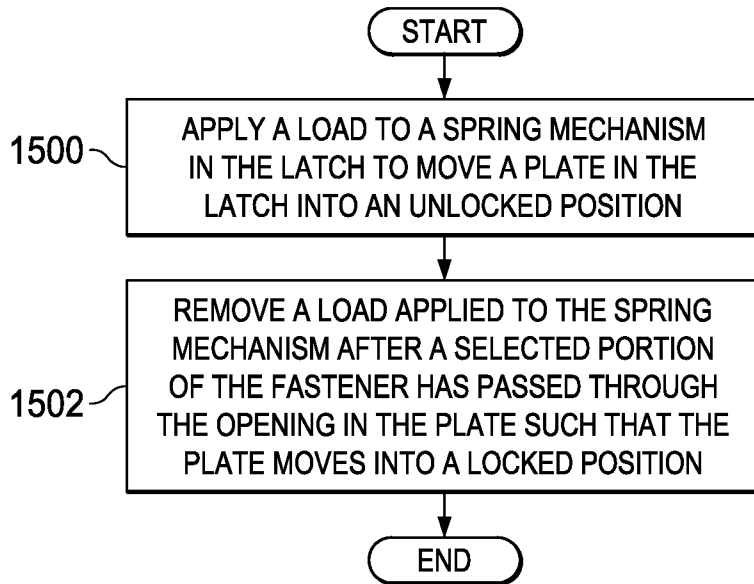 START
1500
APPLY A LOAD TO A SPRING MECHANISM
IN THE LATCH TO MOVE A PLATE IN THE
LATCH INTO AN UNLOCKED POSITION
1502
REMOVE A LOAD APPLIED TO THE SPRING
MECHANISM AFTER A SELECTED PORTION
OF THE FASTENER HAS PASSED THROUGH
THE OPENING IN THE PLATE SUCH THAT THE
PLATE MOVES INTO A LOCKED POSITION
END